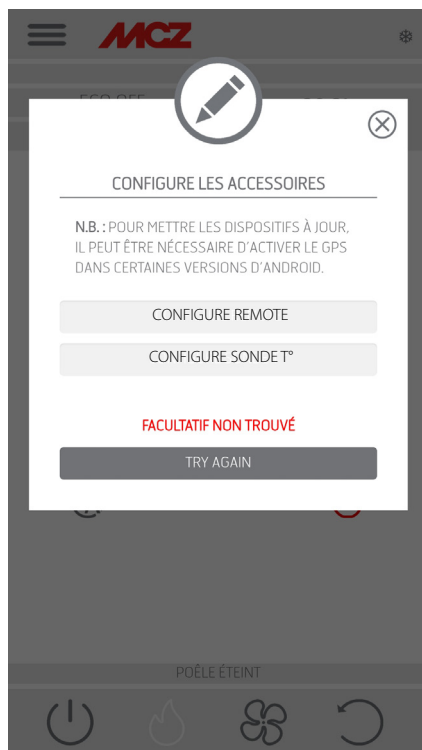 MCZ
CONFIGURE LES ACCESSOIRES
N.B. : POUR METTRE LES DISPOSITIFS À JOUR,
IL PEUT ÊTRE NÉCESSAIRE D'ACTIVER LE GPS
DANS CERTAINES VERSIONS D'ANDROID.
CONFIGURE REMOTE
CONFIGURE SONDE T°
FACULTATIF NON TROUVÉ
TRY AGAIN
POÊLE ÉTEINT